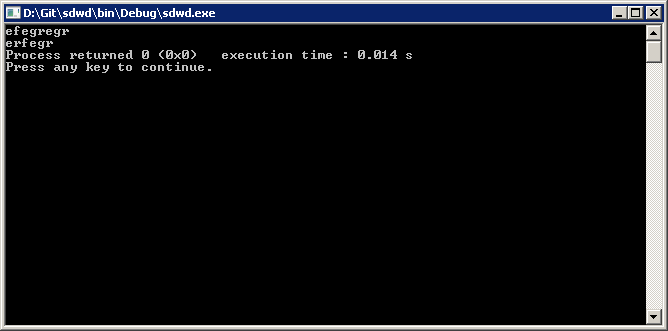 D:\Git\sdwd\bin\Debug\sdwd.exe
efegregr
erfegr
Process returned 0 (0x0)   execution time : 0.014 s
Press any key to continue.